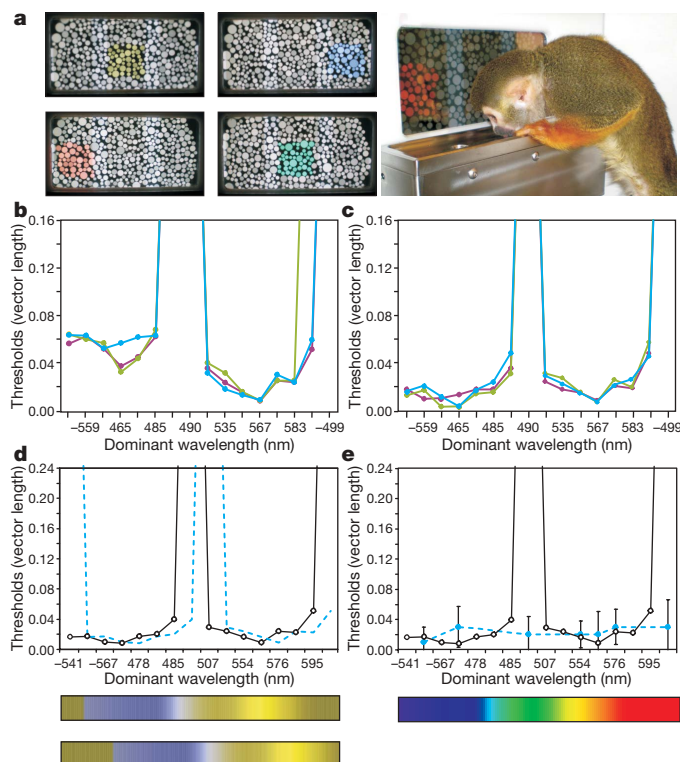 a
b
c
Thresholds (vector length)
0.16
0.12
0.08
0.04
0.00
−559 465 485 490 535 567 583 −499
Dominant wavelength (nm)
Thresholds (vector length)
0.16
0.12
0.08
0.04
0.00
−559 465 485 490 535 567 583 −499
Dominant wavelength (nm)
d
e
Thresholds (vector length)
0.24
0.20
0.16
0.12
0.08
0.04
0.00
−541 −567 478 485 507 554 576 595
Dominant wavelength (nm)
Thresholds (vector length)
0.24
0.20
0.16
0.12
0.08
0.04
0.00
−541 −567 478 485 507 554 576 595
Dominant wavelength (nm)